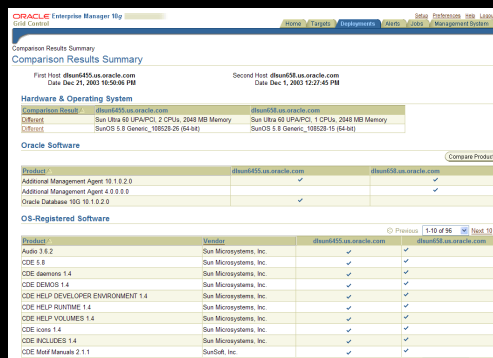 ORACLE Enterprise Manager 10g
Grid Control
Setup Preferences Help Logout
Home Targets Deployments Alerts Jobs Management System
Comparison Results Summary
Comparison Results Summary
First Host dlsun6455.us.oracle.com Second Host dlsun658.us.oracle.com
Date Dec 21, 2003 10:50:06 PM Date Dec 1, 2003 12:27:45 PM
Hardware & Operating System
Comparison Result dlsun6455.us.oracle.com dlsun658.us.oracle.com
Different Sun Ultra 60 UPA/PCI, 2 CPUs, 2048 MB Memory Sun Ultra 60 UPA/PCI, 1 CPUs, 2048 MB Memory
Different SunOS 5.8 Generic_108528-26 (64-bit) SunOS 5.8 Generic_108528-15 (64-bit)
Oracle Software
Compare Product
Product dlsun6455.us.oracle.com dlsun658.us.oracle.com
Additional Management Agent 10.1.0.2.0
Additional Management Agent 4.0.0.0.0
Oracle Database 10G 10.1.0.2.0
OS-Registered Software
Previous 1-10 of 96 Next 10
Product Vendor dlsun6455.us.oracle.com dlsun658.us.oracle.com
Audio 3.6.2 Sun Microsystems, Inc.
CDE 5.8 Sun Microsystems, Inc.
CDE daemons 1.4 Sun Microsystems, Inc.
CDE DEMOS 1.4 Sun Microsystems, Inc.
CDE HELP DEVELOPER ENVIRONMENT 1.4 Sun Microsystems, Inc.
CDE HELP RUNTIME 1.4 Sun Microsystems, Inc.
CDE HELP VOLUMES 1.4 Sun Microsystems, Inc.
CDE icons 1.4 Sun Microsystems, Inc.
CDE INCLUDES 1.4 Sun Microsystems, Inc.
CDE Motif Manuals 2.1.1 SunSoft, Inc.